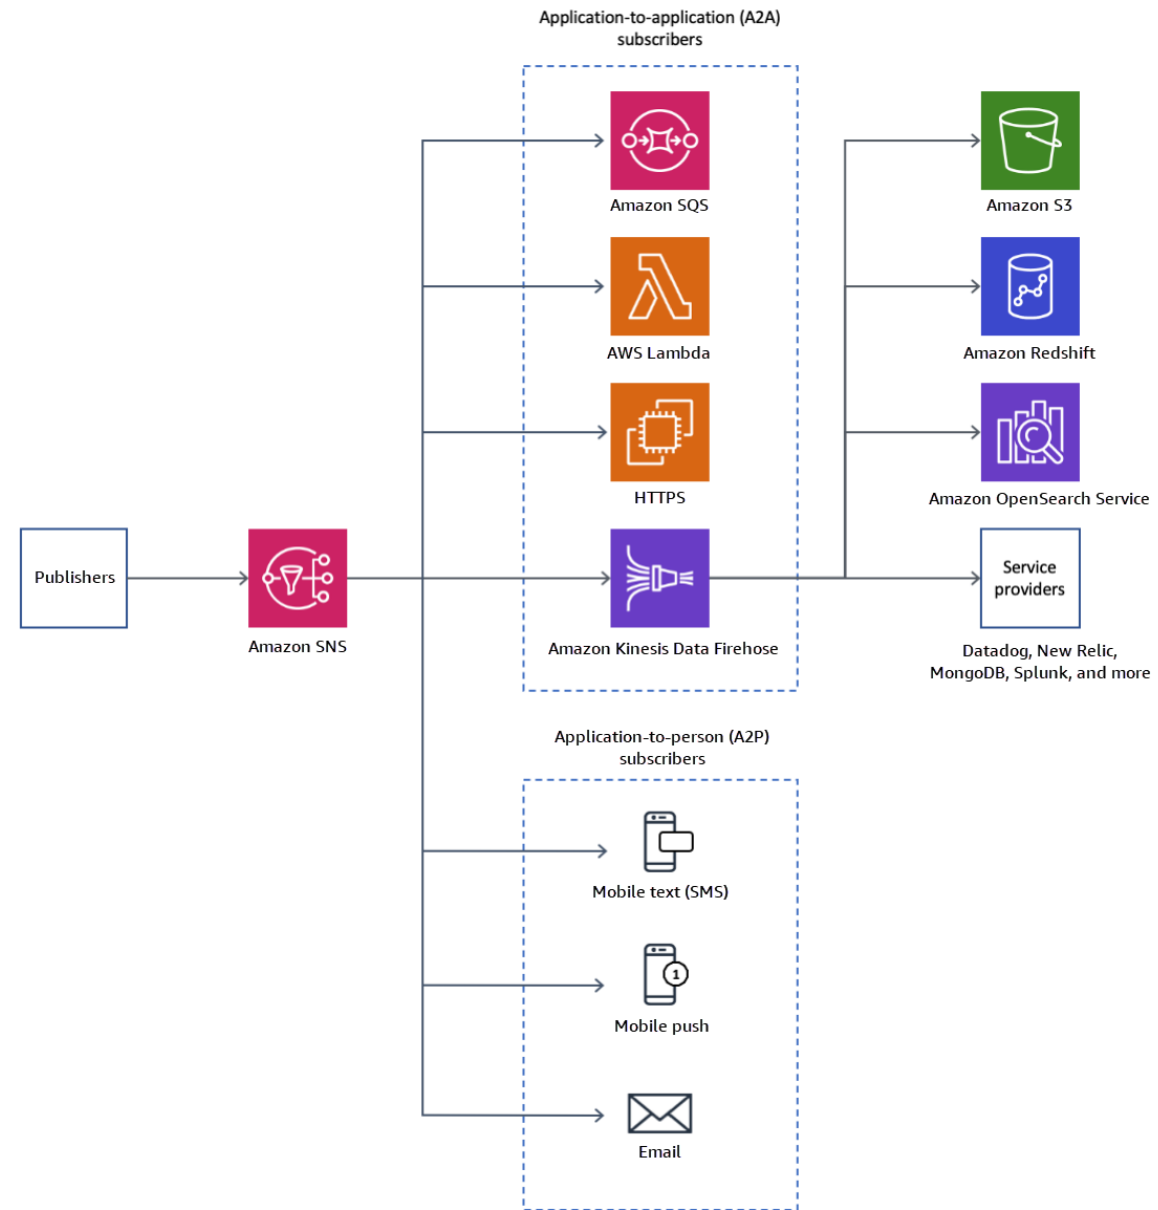 Application-to-application (A2A)
subscribers
Amazon SQS
Amazon S3
AWS Lambda
Amazon Redshift
HTTPS
Amazon OpenSearch Service
Publishers
Amazon SNS
Amazon Kinesis Data Firehose
Service
providers
Datadog, New Relic,
MongoDB, Splunk, and more
Application-to-person (A2P)
subscribers
Mobile text (SMS)
1
Mobile push
Email